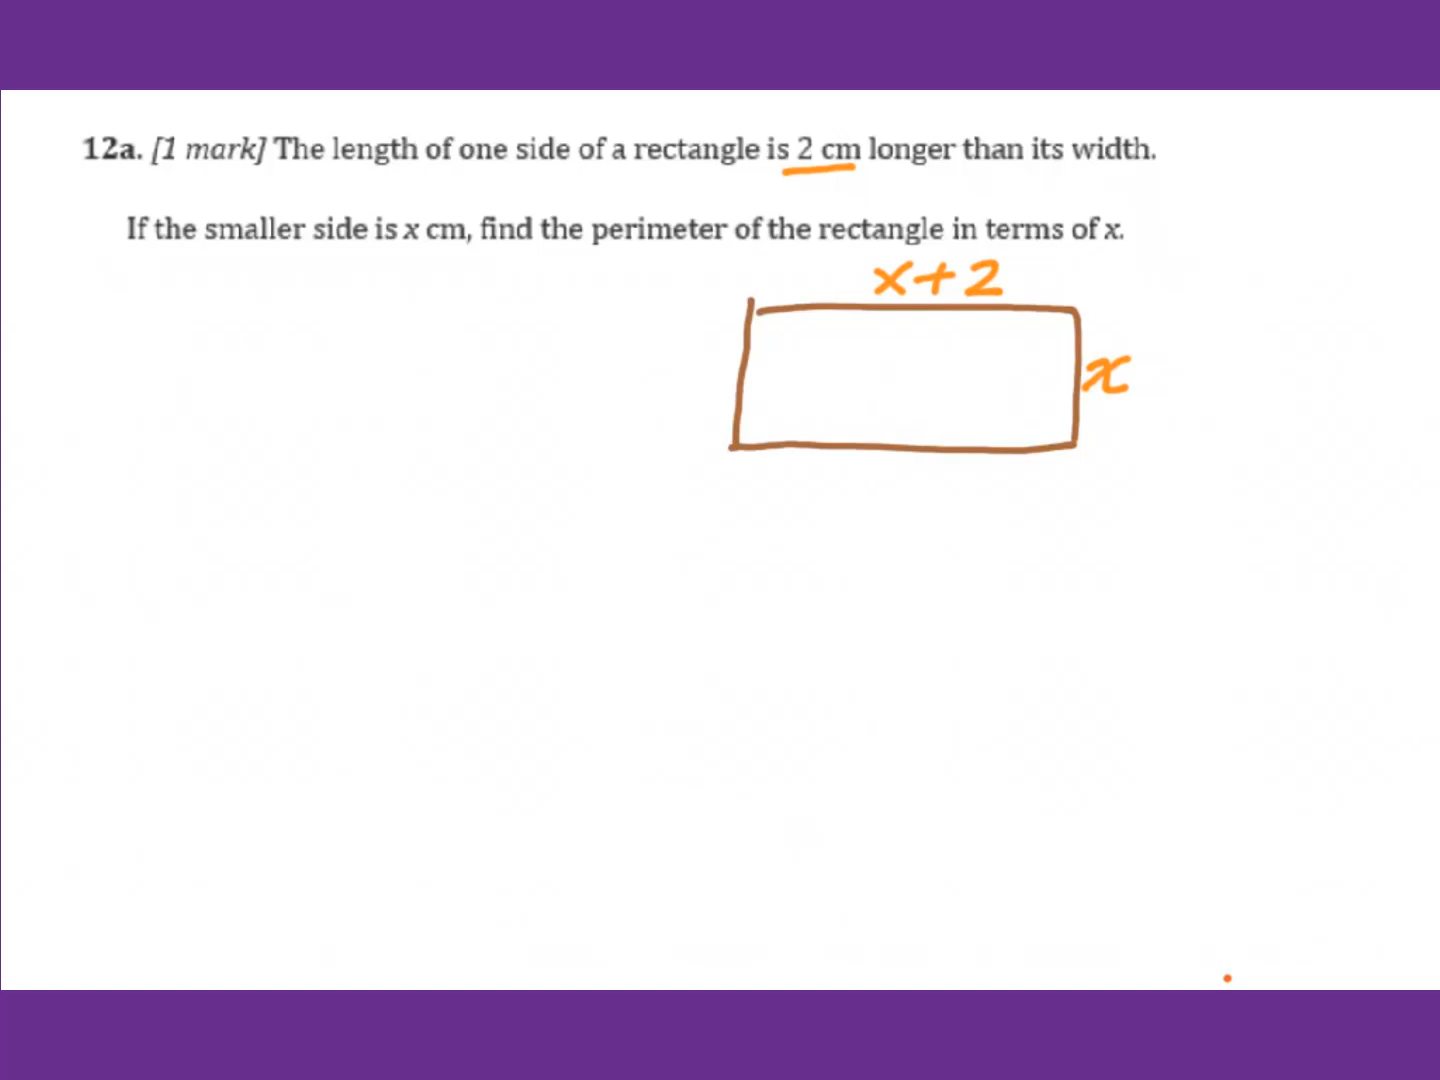 12a. [1 mark] The length of one side of a rectangle is 2 cm longer than its width.
If the smaller side is x cm, find the perimeter of the rectangle in terms of x.
x+2
x